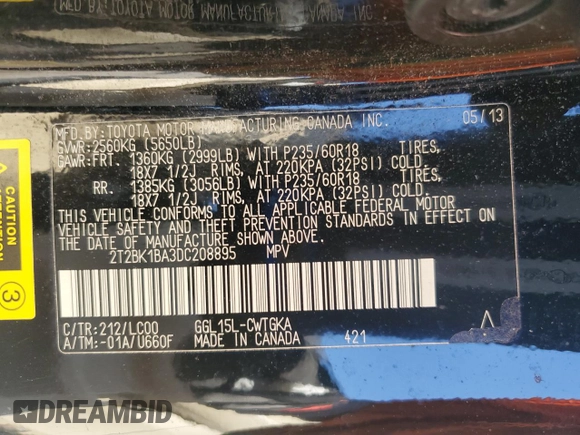 MFD. BY: TOYOTA MOTOR MANUFACTURING CANADA INC. 05/13
GVWR: 2560KG (5650LB)
GAWR: FRT. 1360KG (2999LB) WITH P235/60R18 TIRES,
18X7 1/2J RIMS, AT 220KPA (32PSI) COLD.
RR. 1385KG (3056LB) WITH P235/60R18 TIRES,
18X7 1/2J RIMS, AT 220KPA (32PSI) COLD.
THIS VEHICLE CONFORMS TO ALL APPLICABLE FEDERAL MOTOR
VEHICLE SAFETY AND THEFT PREVENTION STANDARDS IN EFFECT ON
THE DATE OF MANUFACTURE SHOWN ABOVE.
2T2BK1BA3DC208895 MPV
C/TR: 212/LC00 GGL15L-CWTGKA
A/TM: -01A/U660F MADE IN CANADA 421
CAUTION
3
DREAMBID